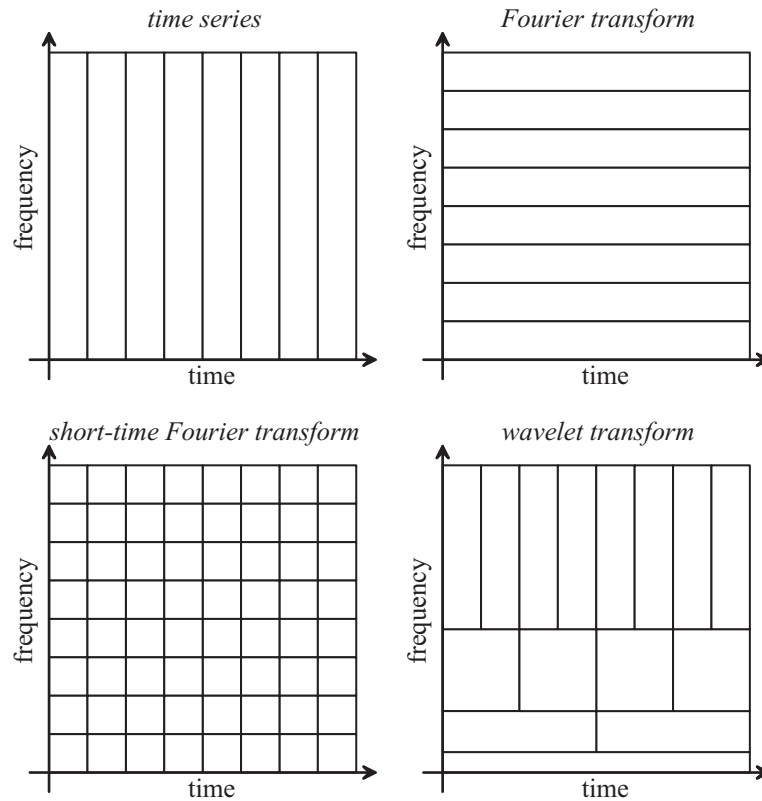 time series
frequency
time
Fourier transform
frequency
time
short-time Fourier transform
frequency
time
wavelet transform
frequency
time